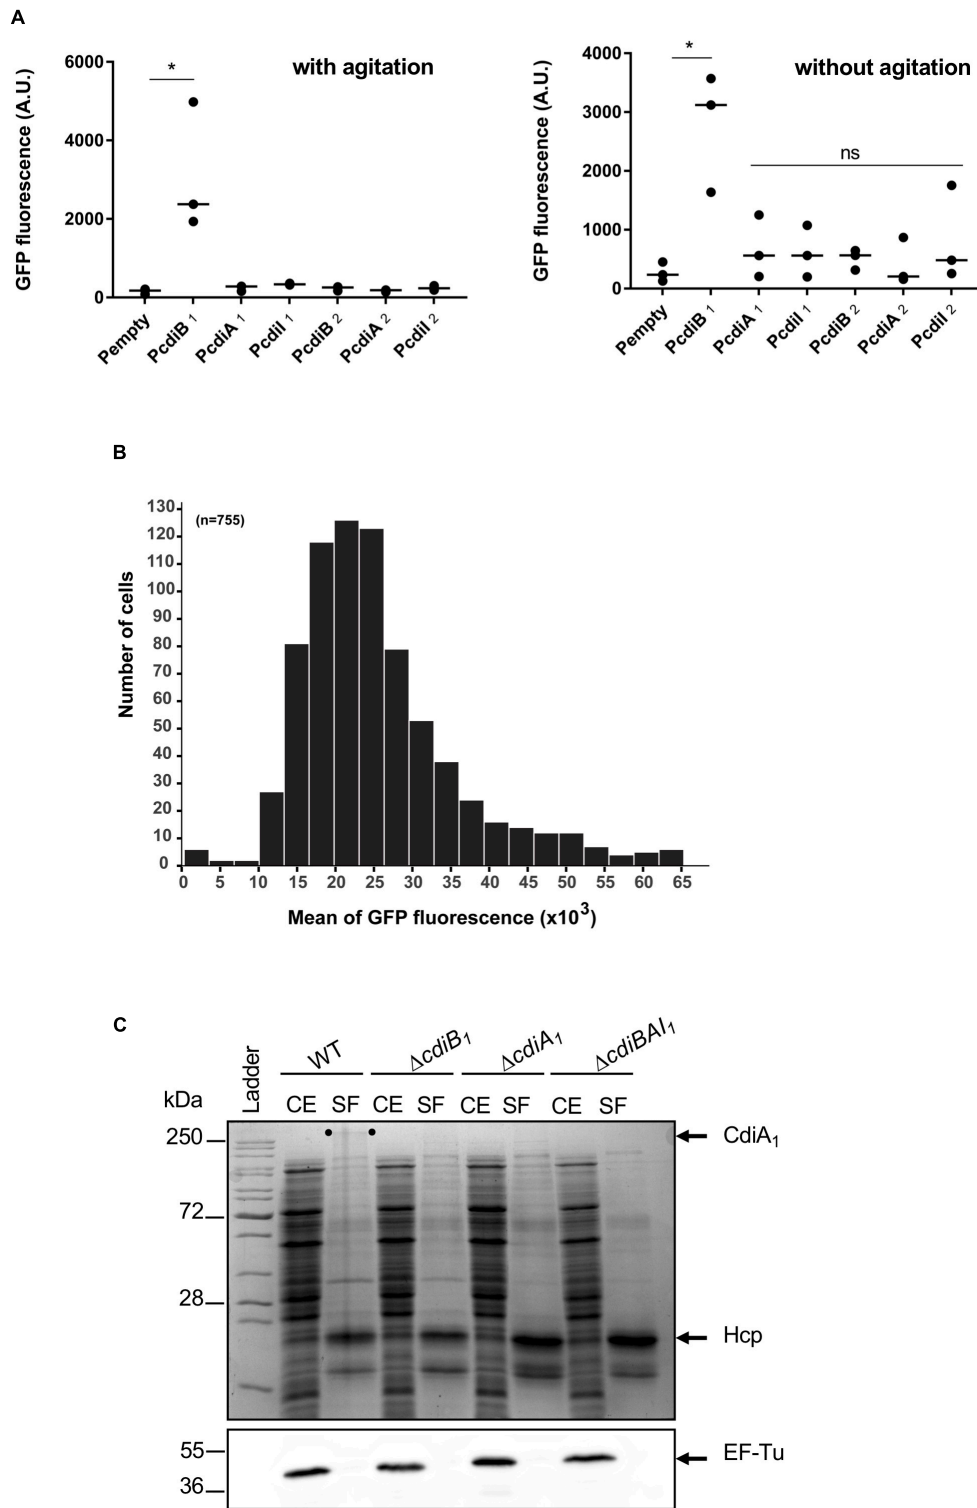 A
with agitation
GFP fluorescence (A.U.)
6000
4000
2000
0
*
Pempty
PcdiB 1
PcdiA 1
PcdiI 1
PcdiB 2
PcdiA 2
PcdiI 2
without agitation
GFP fluorescence (A.U.)
4000
3000
2000
1000
0
*
ns
Pempty
PcdiB 1
PcdiA 1
PcdiI 1
PcdiB 2
PcdiA 2
PcdiI 2
B
(n=755)
Number of cells
130
120
110
100
90
80
70
60
50
40
30
20
10
0
0 5 10 15 20 25 30 35 40 45 50 55 60 65
Mean of GFP fluorescence (x10³)
C
Ladder WT ΔcdiB₁ ΔcdiA₁ ΔcdiBAI₁
kDa CE SF CE SF CE SF CE SF
250 CdiA₁
72
28
Hcp
55 EF-Tu
36